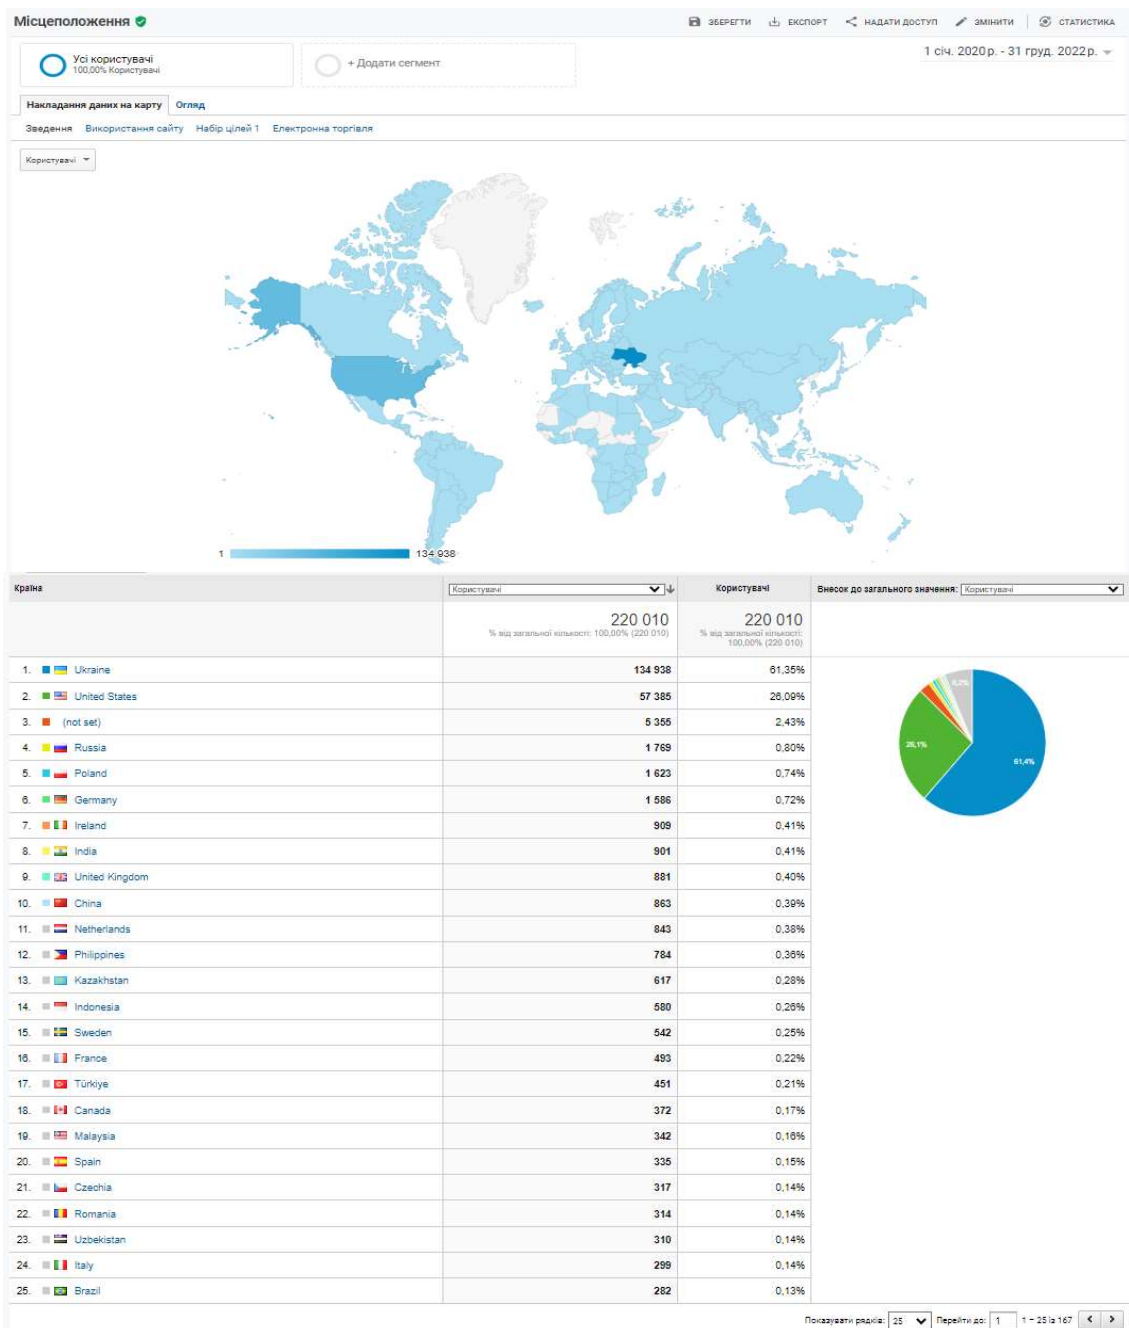 Місцеположення
ЗБЕРЕГТИ ЕКСПОРТ НАДАТИ ДОСТУП ЗМІНИТИ СТАТИСТИКА
Усі користувачі
100,00% Користувачі
+ Додати сегмент
1 січ. 2020 р. - 31 груд. 2022 р.
Накладання даних на карту Огляд
Зведення Використання сайту Набір цілей 1 Електронна торгівля
Користувачі
1 134 938
Країна Користувачі Користувачі Внесок до загального значення: Користувачі
220 010 220 010
% від загальної кількості: 100,00% (220 010) % від загальної кількості:
100,00% (220 010)
1. Ukraine 134 938 61,35%
2. United States 57 385 26,09%
3. (not set) 5 355 2,43%
4. Russia 1 769 0,80%
5. Poland 1 623 0,74%
6. Germany 1 586 0,72%
7. Ireland 909 0,41%
8. India 901 0,41%
9. United Kingdom 881 0,40%
10. China 863 0,39%
11. Netherlands 843 0,38%
12. Philippines 784 0,36%
13. Kazakhstan 617 0,28%
14. Indonesia 580 0,26%
15. Sweden 542 0,25%
16. France 493 0,22%
17. Türkiye 451 0,21%
18. Canada 372 0,17%
19. Malaysia 342 0,16%
20. Spain 335 0,15%
21. Czechia 317 0,14%
22. Romania 314 0,14%
23. Uzbekistan 310 0,14%
24. Italy 299 0,14%
25. Brazil 282 0,13%
26,1%
61,4%
Показувати рядків: 25 Перейти до: 1 1 – 25 із 167